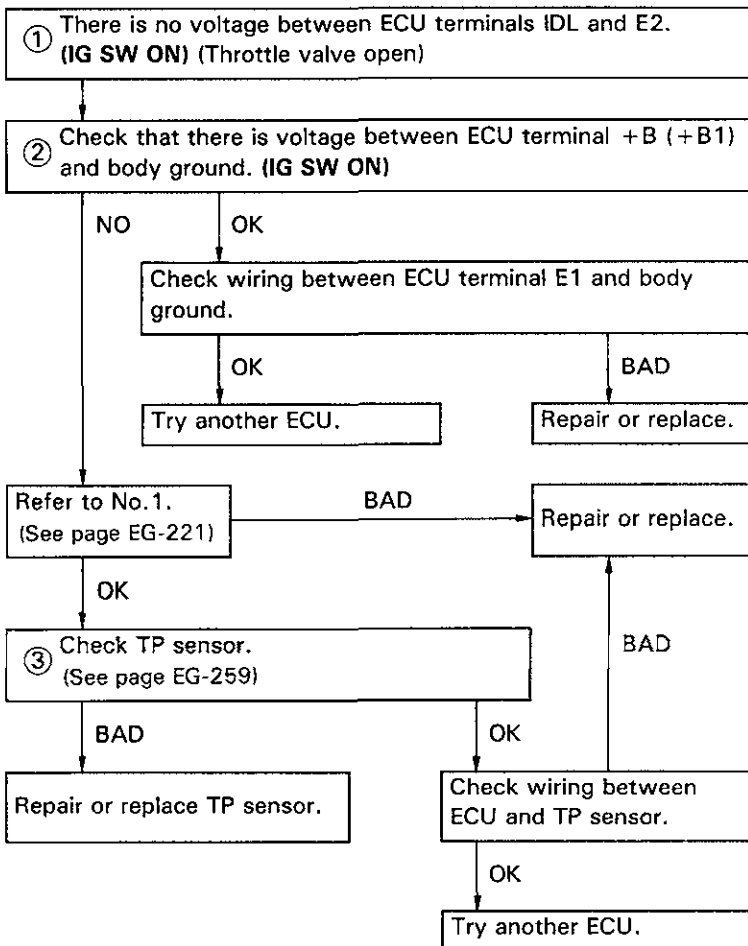 ① There is no voltage between ECU terminals IDL and E2.
(IG SW ON) (Throttle valve open)
② Check that there is voltage between ECU terminal +B (+B1)
and body ground. (IG SW ON)
NO
OK
Check wiring between ECU terminal E1 and body
ground.
OK
BAD
Try another ECU.
Repair or replace.
Refer to No.1.
(See page EG-221)
BAD
Repair or replace.
OK
③ Check TP sensor.
(See page EG-259)
BAD
BAD
OK
Repair or replace TP sensor.
Check wiring between
ECU and TP sensor.
OK
Try another ECU.